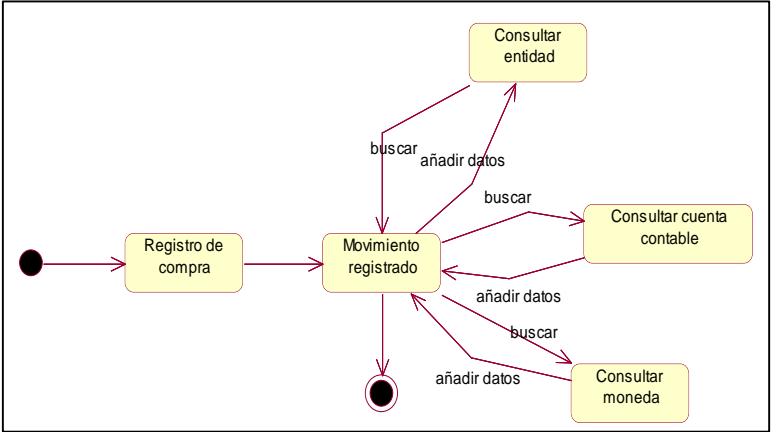 Consultar
entidad
buscar
añadir datos
buscar
Consultar cuenta
contable
Registro de
compra
Movimiento
registrado
añadir datos
buscar
añadir datos
Consultar
moneda